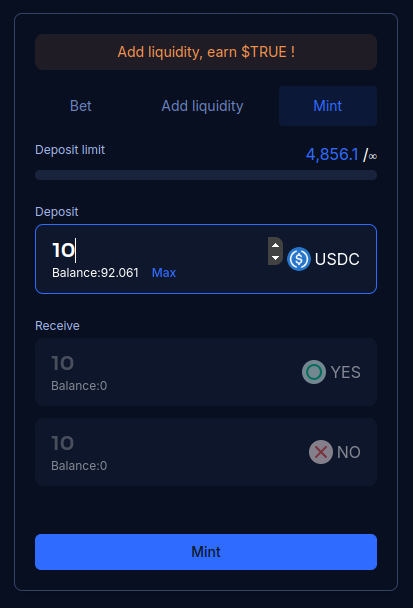 Add liquidity, earn $TRUE !
Bet Add liquidity Mint
Deposit limit 4,856.1 /∞
Deposit
10
USDC
Balance:92.061 Max
Receive
10
YES
Balance:0
10
NO
Balance:0
Mint